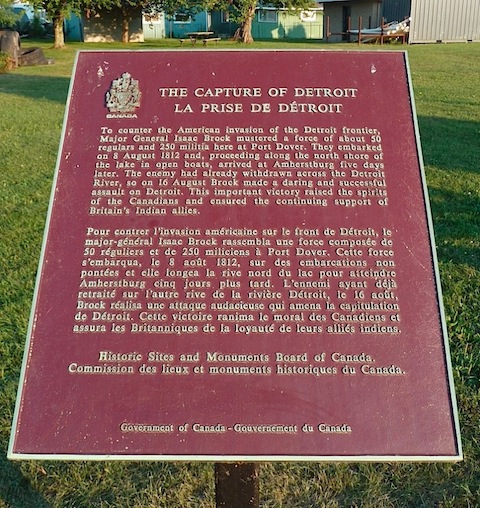 CANADA
THE CAPTURE OF DETROIT
LA PRISE DE DÉTROIT
To counter the American invasion of the Detroit frontier,
Major General Isaac Brock mustered a force of about 50
regulars and 250 militia here at Port Dover. They embarked
on 8 August 1812 and, proceeding along the north shore of
the lake in open boats, arrived at Amherstburg five days
later. The enemy had already withdrawn across the Detroit
River, so on 16 August Brock made a daring and successful
assault on Detroit. This important victory raised the spirits
of the Canadians and ensured the continuing support of
Britain's Indian allies.
Pour contrer l'invasion américaine sur le front de Détroit, le
major-général Isaac Brock rassembla une force composée de
50 réguliers et de 250 miliciens à Port Dover. Cette force
s'embarqua, le 8 août 1812, sur des embarcations non
pontées et elle longea la rive nord du lac pour atteindre
Amherstburg cinq jours plus tard. L'ennemi ayant déjà
retraité sur l'autre rive de la rivière Détroit, le 16 août,
Brock réalisa une attaque audacieuse qui amena la capitulation
de Détroit. Cette victoire ranima le moral des Canadiens et
assura les Britanniques de la loyauté de leurs alliés indiens.
Historic Sites and Monuments Board of Canada.
Commission des lieux et monuments historiques du Canada.
Government of Canada - Gouvernement du Canada